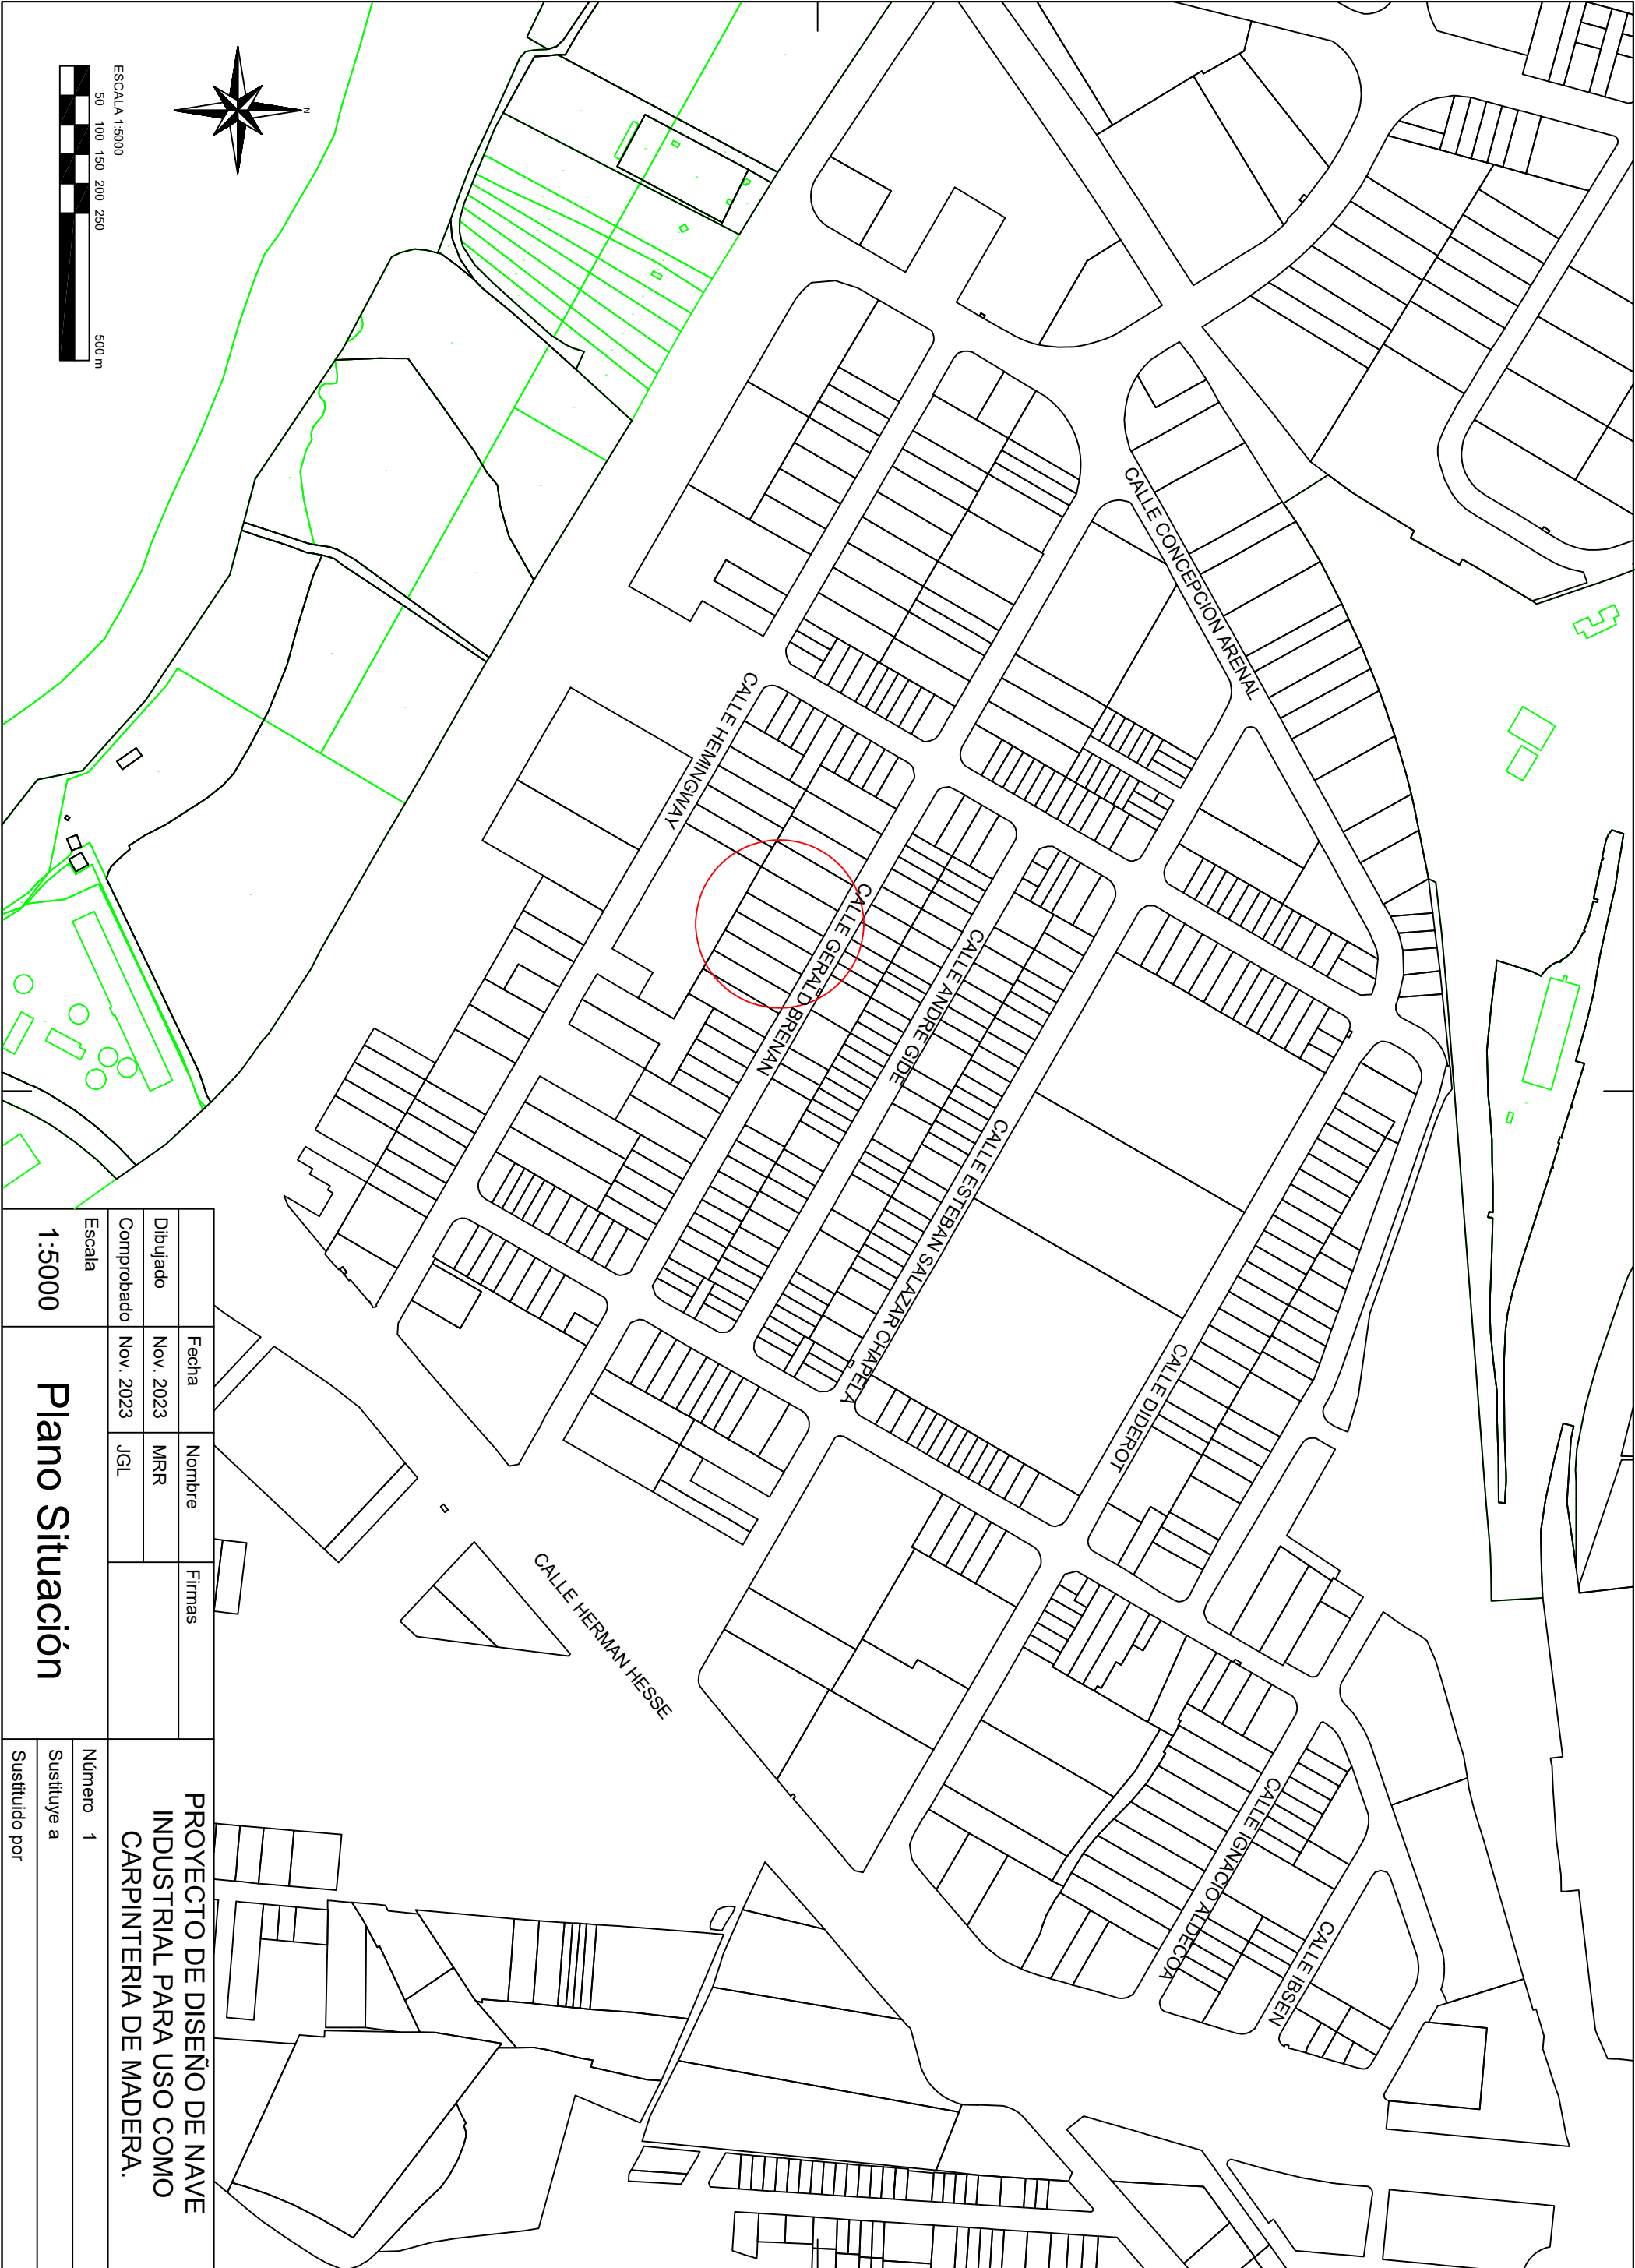 N
ESCALA 1:5000
50 100 150 200 250 500 m
CALLE CONCEPCION ARENAL
CALLE HEMINGWAY
CALLE GERALD BRENAN
CALLE ANDRE GIDE
CALLE ESTEBAN SALAZAR CHAPELA
CALLE DIDEROT
CALLE HERMAN HESSE
CALLE IGNACIO ALDECOA
CALLE IBSEN
Fecha Nombre Firmas
Dibujado Nov. 2023 MRR
Comprobado Nov. 2023 JGL
Escala
1:5000
Plano Situación
PROYECTO DE DISEÑO DE NAVE
INDUSTRIAL PARA USO COMO
CARPINTERIA DE MADERA.
Número 1
Sustituye a
Sustituido por